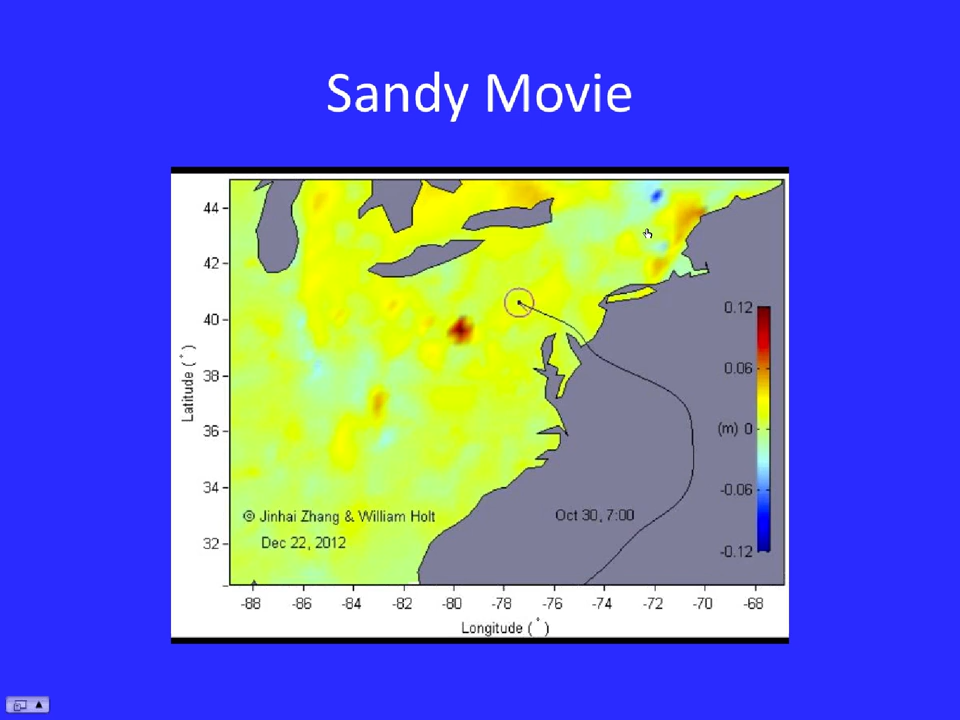 Sandy Movie
44
42
40
38
36
34
32
Latitude ( ° )
0.12
0.06
(m) 0
-0.06
-0.12
© Jinhai Zhang & William Holt
Oct 30, 7:00
Dec 22, 2012
-88 -86 -84 -82 -80 -78 -76 -74 -72 -70 -68
Longitude ( ° )